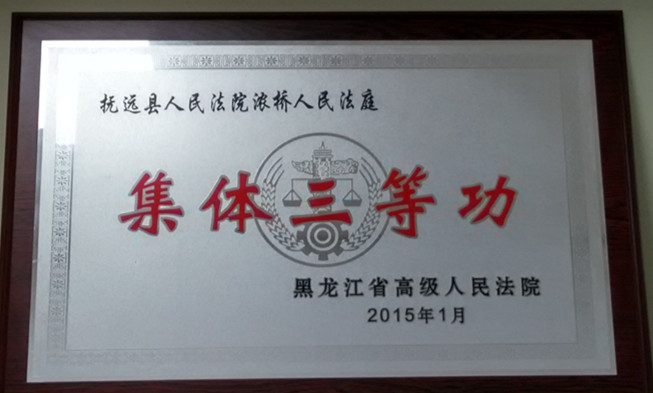 抚远县人民法院浓桥人民法庭
集体三等功
黑龙江省高级人民法院
2015年1月